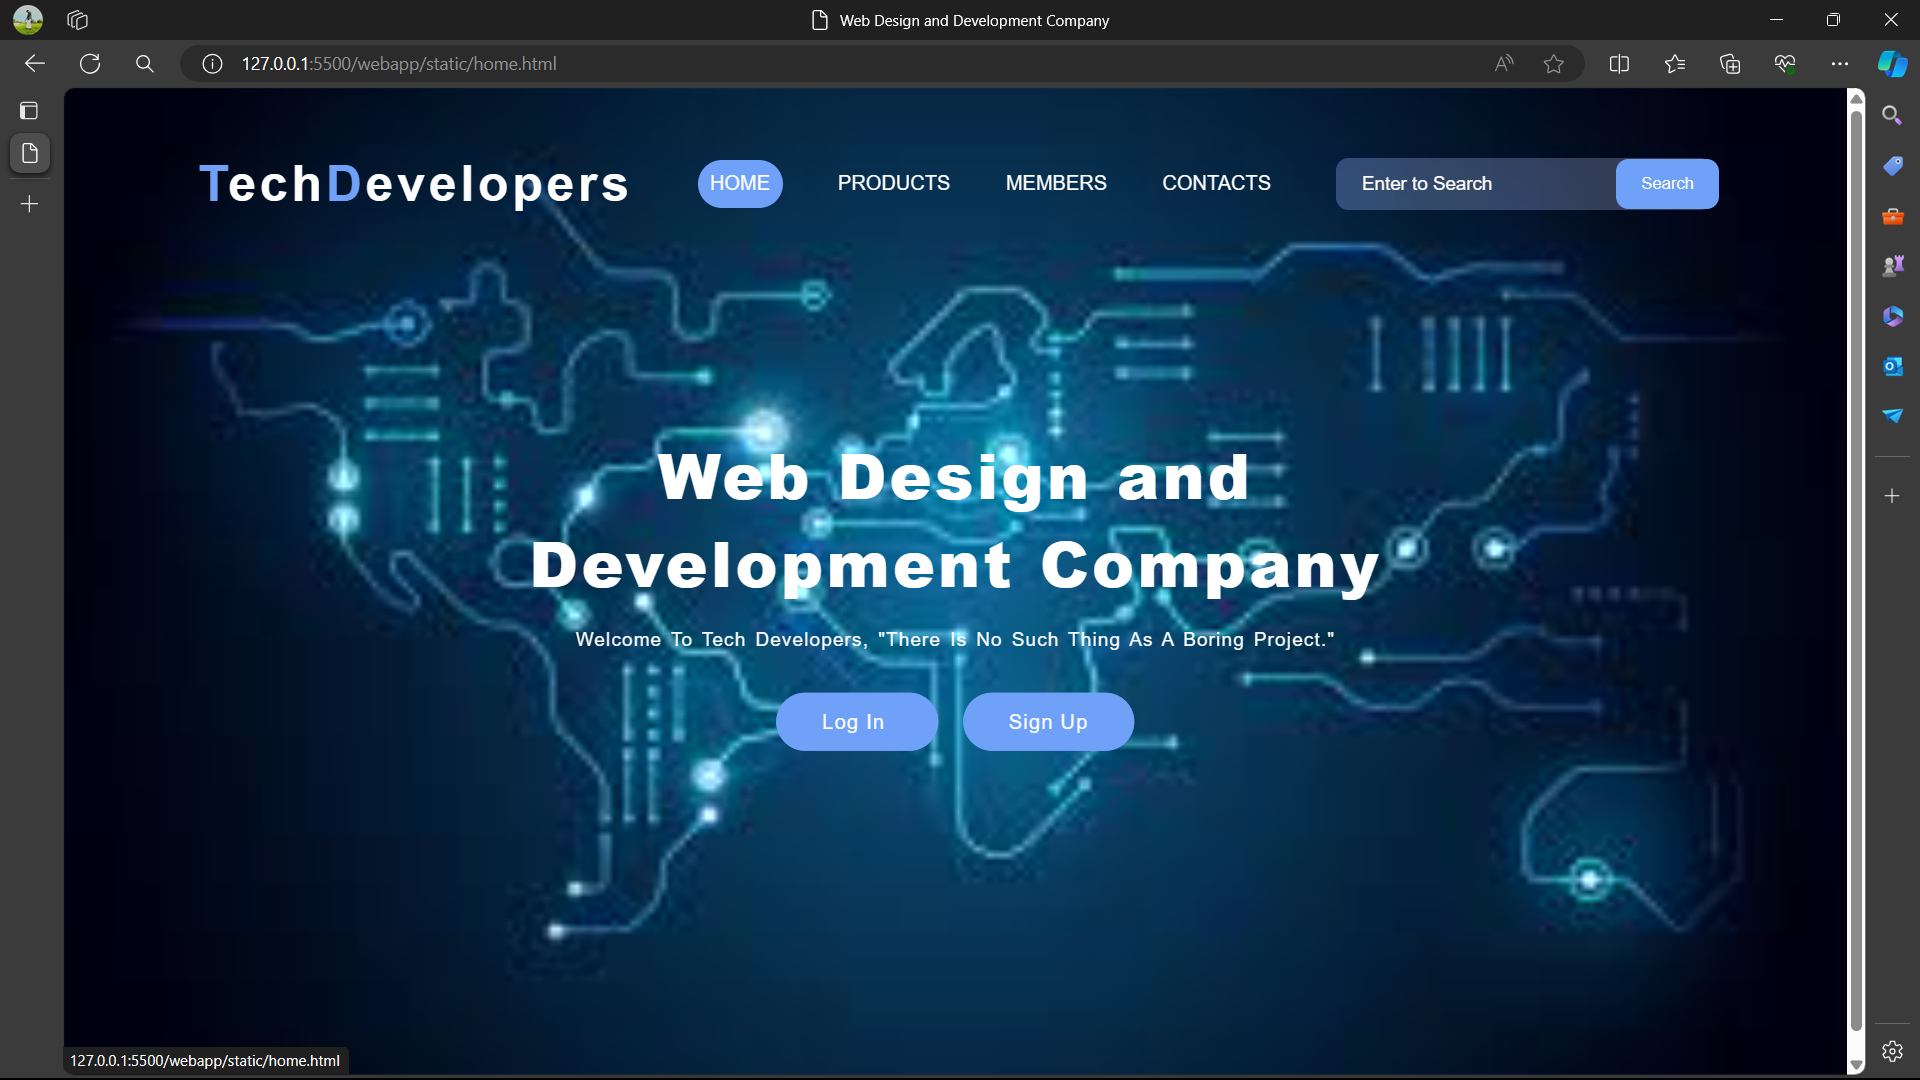 Web Design and Development Company
127.0.0.1:5500/webapp/static/home.html
TechDevelopers
HOME
PRODUCTS
MEMBERS
CONTACTS
Enter to Search
Search
Web Design and
Development Company
Welcome To Tech Developers, "There Is No Such Thing As A Boring Project."
Log In
Sign Up
127.0.0.1:5500/webapp/static/home.html